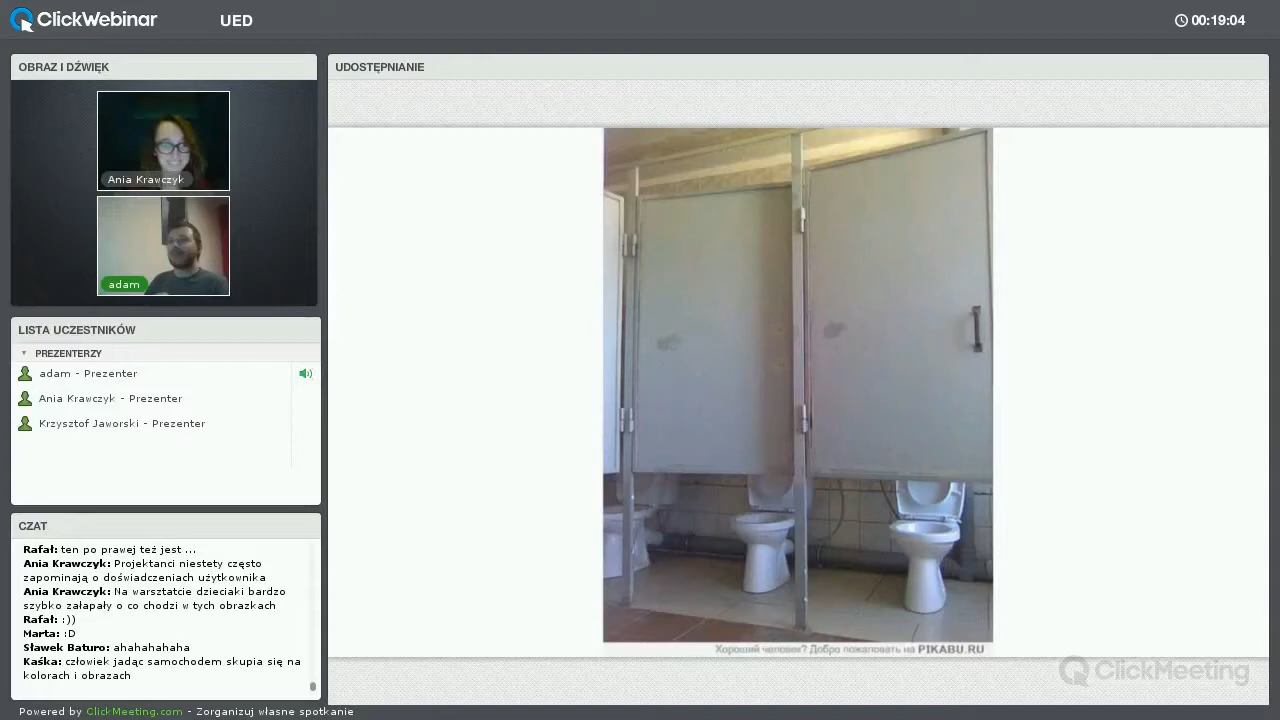 ClickWebinar
UED
00:19:04
OBRAZ I DŹWIĘK
Ania Krawczyk
adam
LISTA UCZESTNIKÓW
PREZENTERZY
adam - Prezenter
Ania Krawczyk - Prezenter
Krzysztof Jaworski - Prezenter
CZAT
Rafał: ten po prawej też jest ...
Ania Krawczyk: Projektanci niestety często
zapominają o doświadczeniach użytkownika
Ania Krawczyk: Na warsztatcie dzieciaki bardzo
szybko załapały o co chodzi w tych obrazkach
Rafał: :))
Marta: :D
Sławek Baturo: ahahahahaha
Kaśka: człowiek jadąc samochodem skupia się na
kolorach i obrazach
UDOSTĘPNIANIE
Хороший человек? Добро пожаловать на PIKABU.RU
ClickMeeting
Powered by ClickMeeting.com - Zorganizuj własne spotkanie